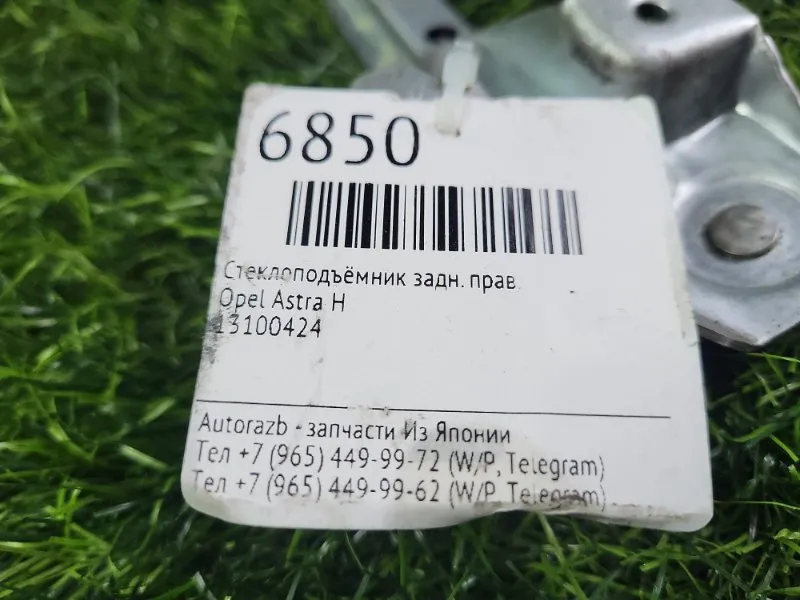 6850
Стеклоподъёмник задн. прав.
Opel Astra H
13100424
Autorazb - запчасти Из Японии
Тел +7 (965) 449-99-72 (W/P, Telegram)
Тел +7 (965) 449-99-62 (W/P, Telegram)